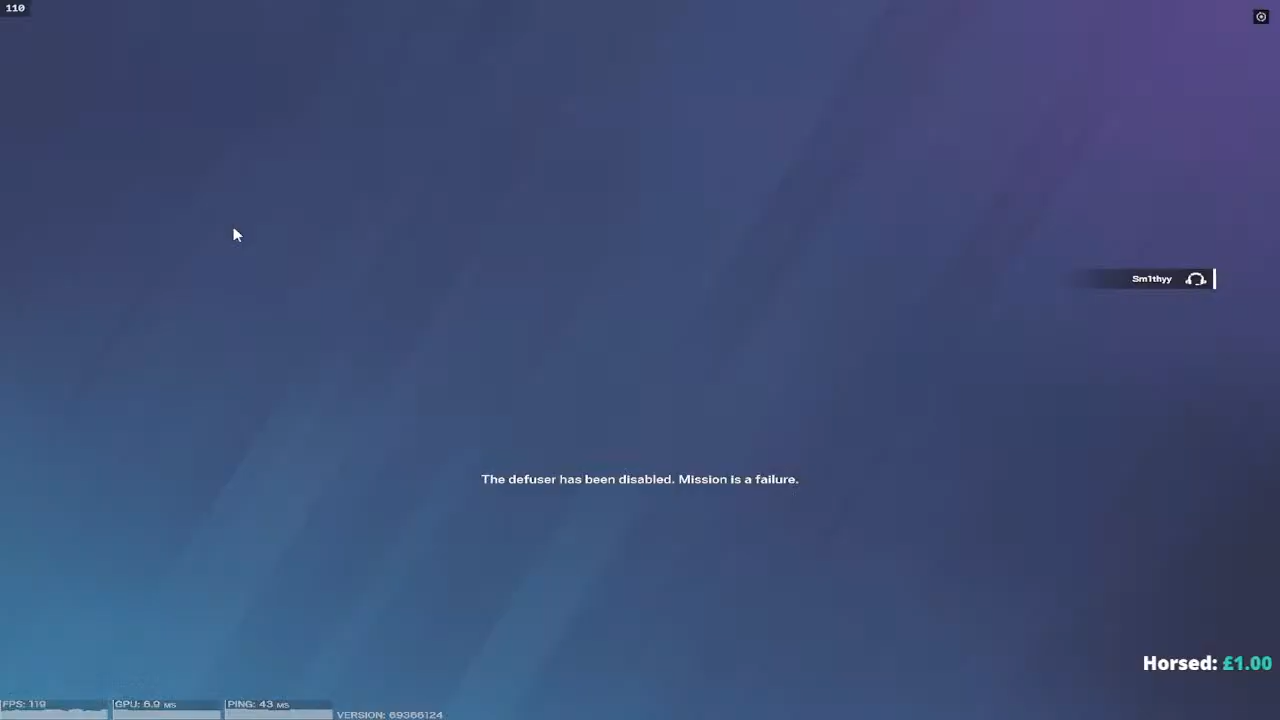 110
Sm1thyy
The defuser has been disabled. Mission is a failure.
Horsed: £1.00
FPS: 119
GPU: 6.9 MS
PING: 43 MS
VERSION: 69366124